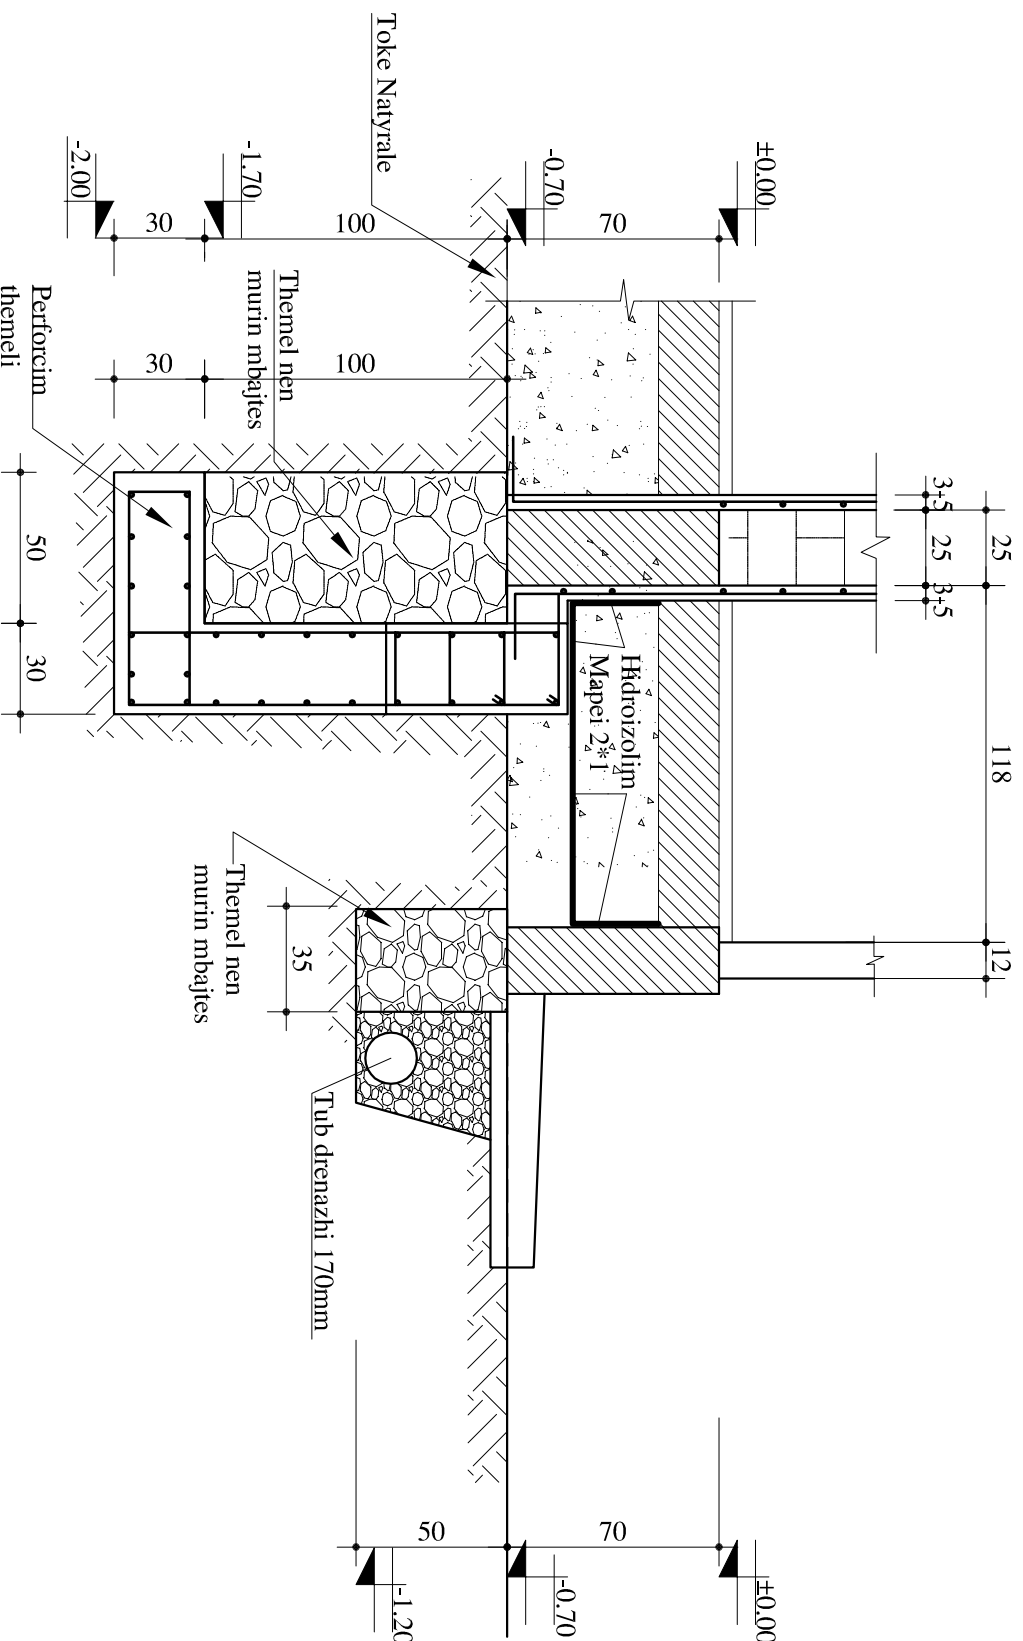 Toke Natyrale
±0.00
-0.70
-1.70
-2.00
70
100
30
100
30
Themel nen
murin mbajtes
Perforcim
themeli
50
30
3+5
25
3+5
25
118
12
Hidroizolim
Mapei 2*1
Themel nen
murin mbajtes
35
Tub drenazhi 170mm
50
70
±0.00
-0.70
-1.20